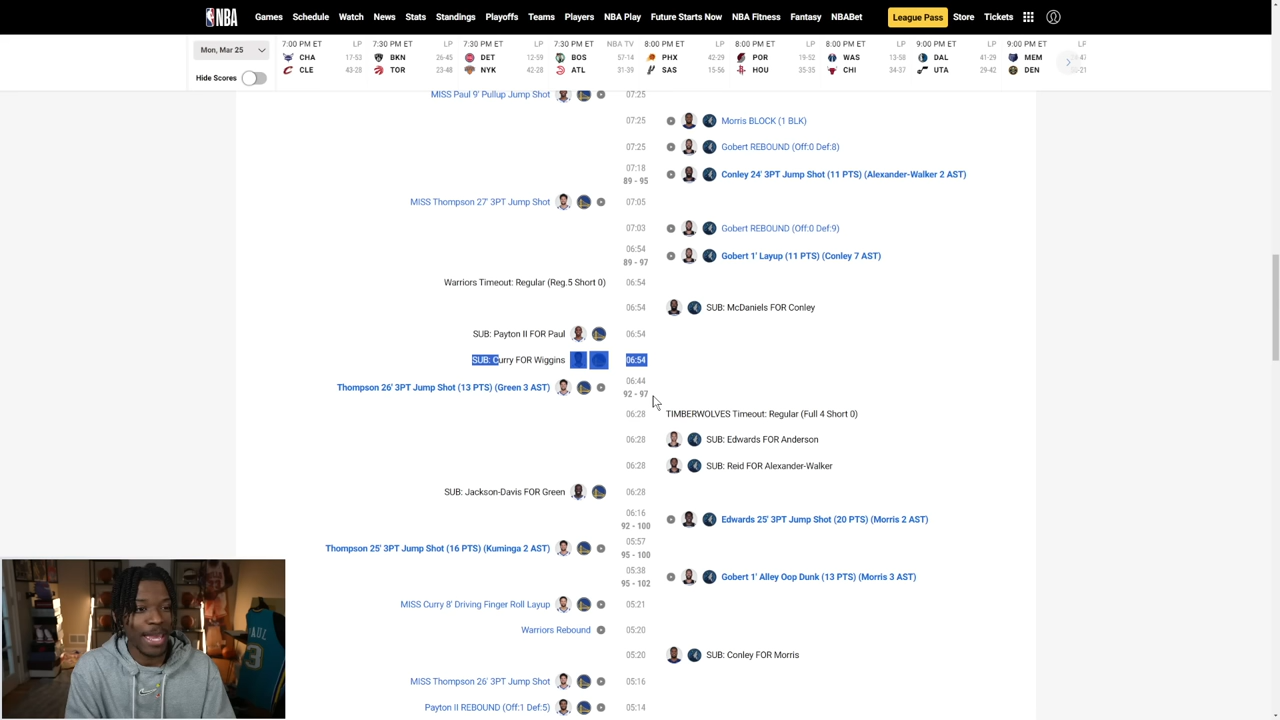 NBA
Games
Schedule
Watch
News
Stats
Standings
Playoffs
Teams
Players
NBA Play
Future Starts Now
NBA Fitness
Fantasy
NBABet
League Pass
Store
Tickets
Mon, Mar 25
Hide Scores
7:00 PM ET LP
CHA 17-53
CLE 43-28
7:30 PM ET LP
BKN 26-45
TOR 23-48
7:30 PM ET LP
DET 12-59
NYK 42-28
7:30 PM ET NBA TV
BOS 57-14
ATL 31-39
8:00 PM ET LP
PHX 42-29
SAS 15-56
8:00 PM ET LP
POR 19-52
HOU 35-35
8:00 PM ET LP
WAS 13-58
CHI 34-37
9:00 PM ET LP
DAL 41-29
UTA 29-42
9:00 PM ET LP
MEM
DEN
MISS Paul 9' Pullup Jump Shot 07:25
07:25 Morris BLOCK (1 BLK)
07:25 Gobert REBOUND (Off:0 Def:8)
07:18
89 - 95
Conley 24' 3PT Jump Shot (11 PTS) (Alexander-Walker 2 AST)
MISS Thompson 27' 3PT Jump Shot 07:05
07:03 Gobert REBOUND (Off:0 Def:9)
06:54
89 - 97
Gobert 1' Layup (11 PTS) (Conley 7 AST)
Warriors Timeout: Regular (Reg.5 Short 0) 06:54
06:54 SUB: McDaniels FOR Conley
SUB: Payton II FOR Paul 06:54
SUB: Curry FOR Wiggins 06:54
Thompson 26' 3PT Jump Shot (13 PTS) (Green 3 AST)
06:44
92 - 97
06:28 TIMBERWOLVES Timeout: Regular (Full 4 Short 0)
06:28 SUB: Edwards FOR Anderson
06:28 SUB: Reid FOR Alexander-Walker
SUB: Jackson-Davis FOR Green 06:28
06:16
92 - 100
Edwards 25' 3PT Jump Shot (20 PTS) (Morris 2 AST)
Thompson 25' 3PT Jump Shot (16 PTS) (Kuminga 2 AST)
05:57
95 - 100
05:38
95 - 102
Gobert 1' Alley Oop Dunk (13 PTS) (Morris 3 AST)
MISS Curry 8' Driving Finger Roll Layup 05:21
Warriors Rebound 05:20
05:20 SUB: Conley FOR Morris
MISS Thompson 26' 3PT Jump Shot 05:16
Payton II REBOUND (Off:1 Def:5) 05:14